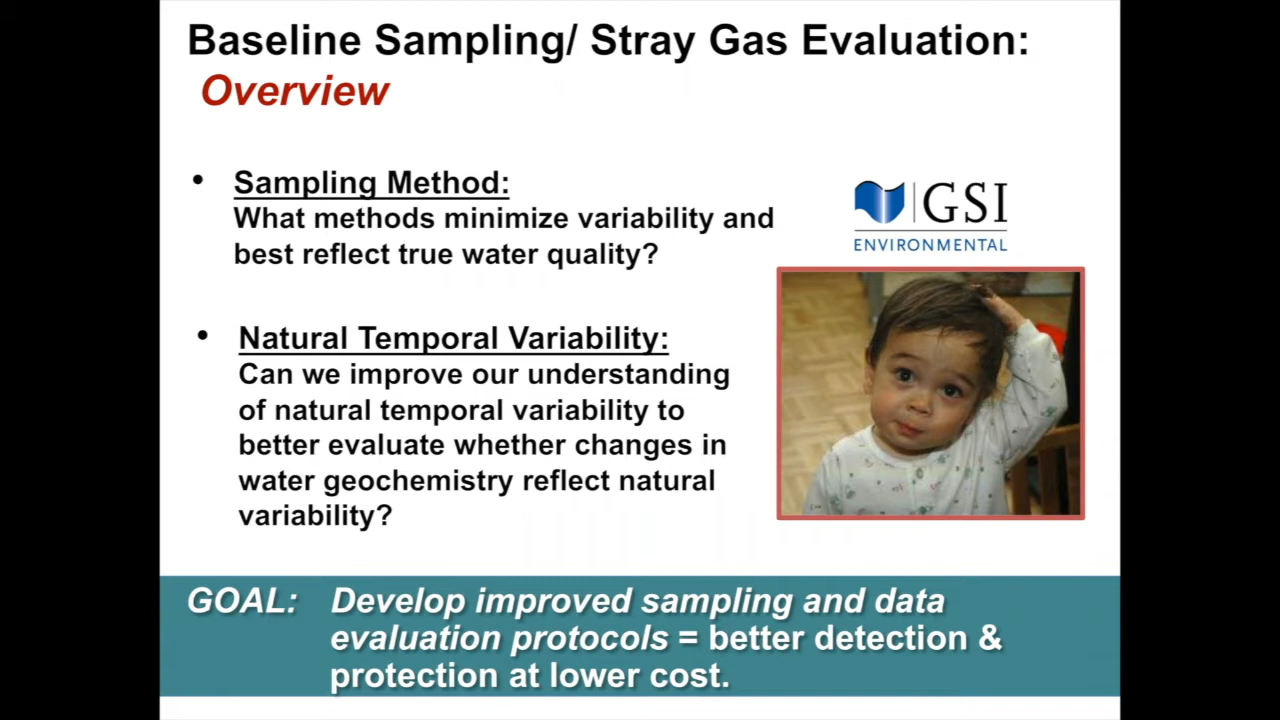 Baseline Sampling/ Stray Gas Evaluation:
Overview
• Sampling Method:
What methods minimize variability and
best reflect true water quality?
GSI
ENVIRONMENTAL
• Natural Temporal Variability:
Can we improve our understanding
of natural temporal variability to
better evaluate whether changes in
water geochemistry reflect natural
variability?
GOAL: Develop improved sampling and data
evaluation protocols = better detection &
protection at lower cost.